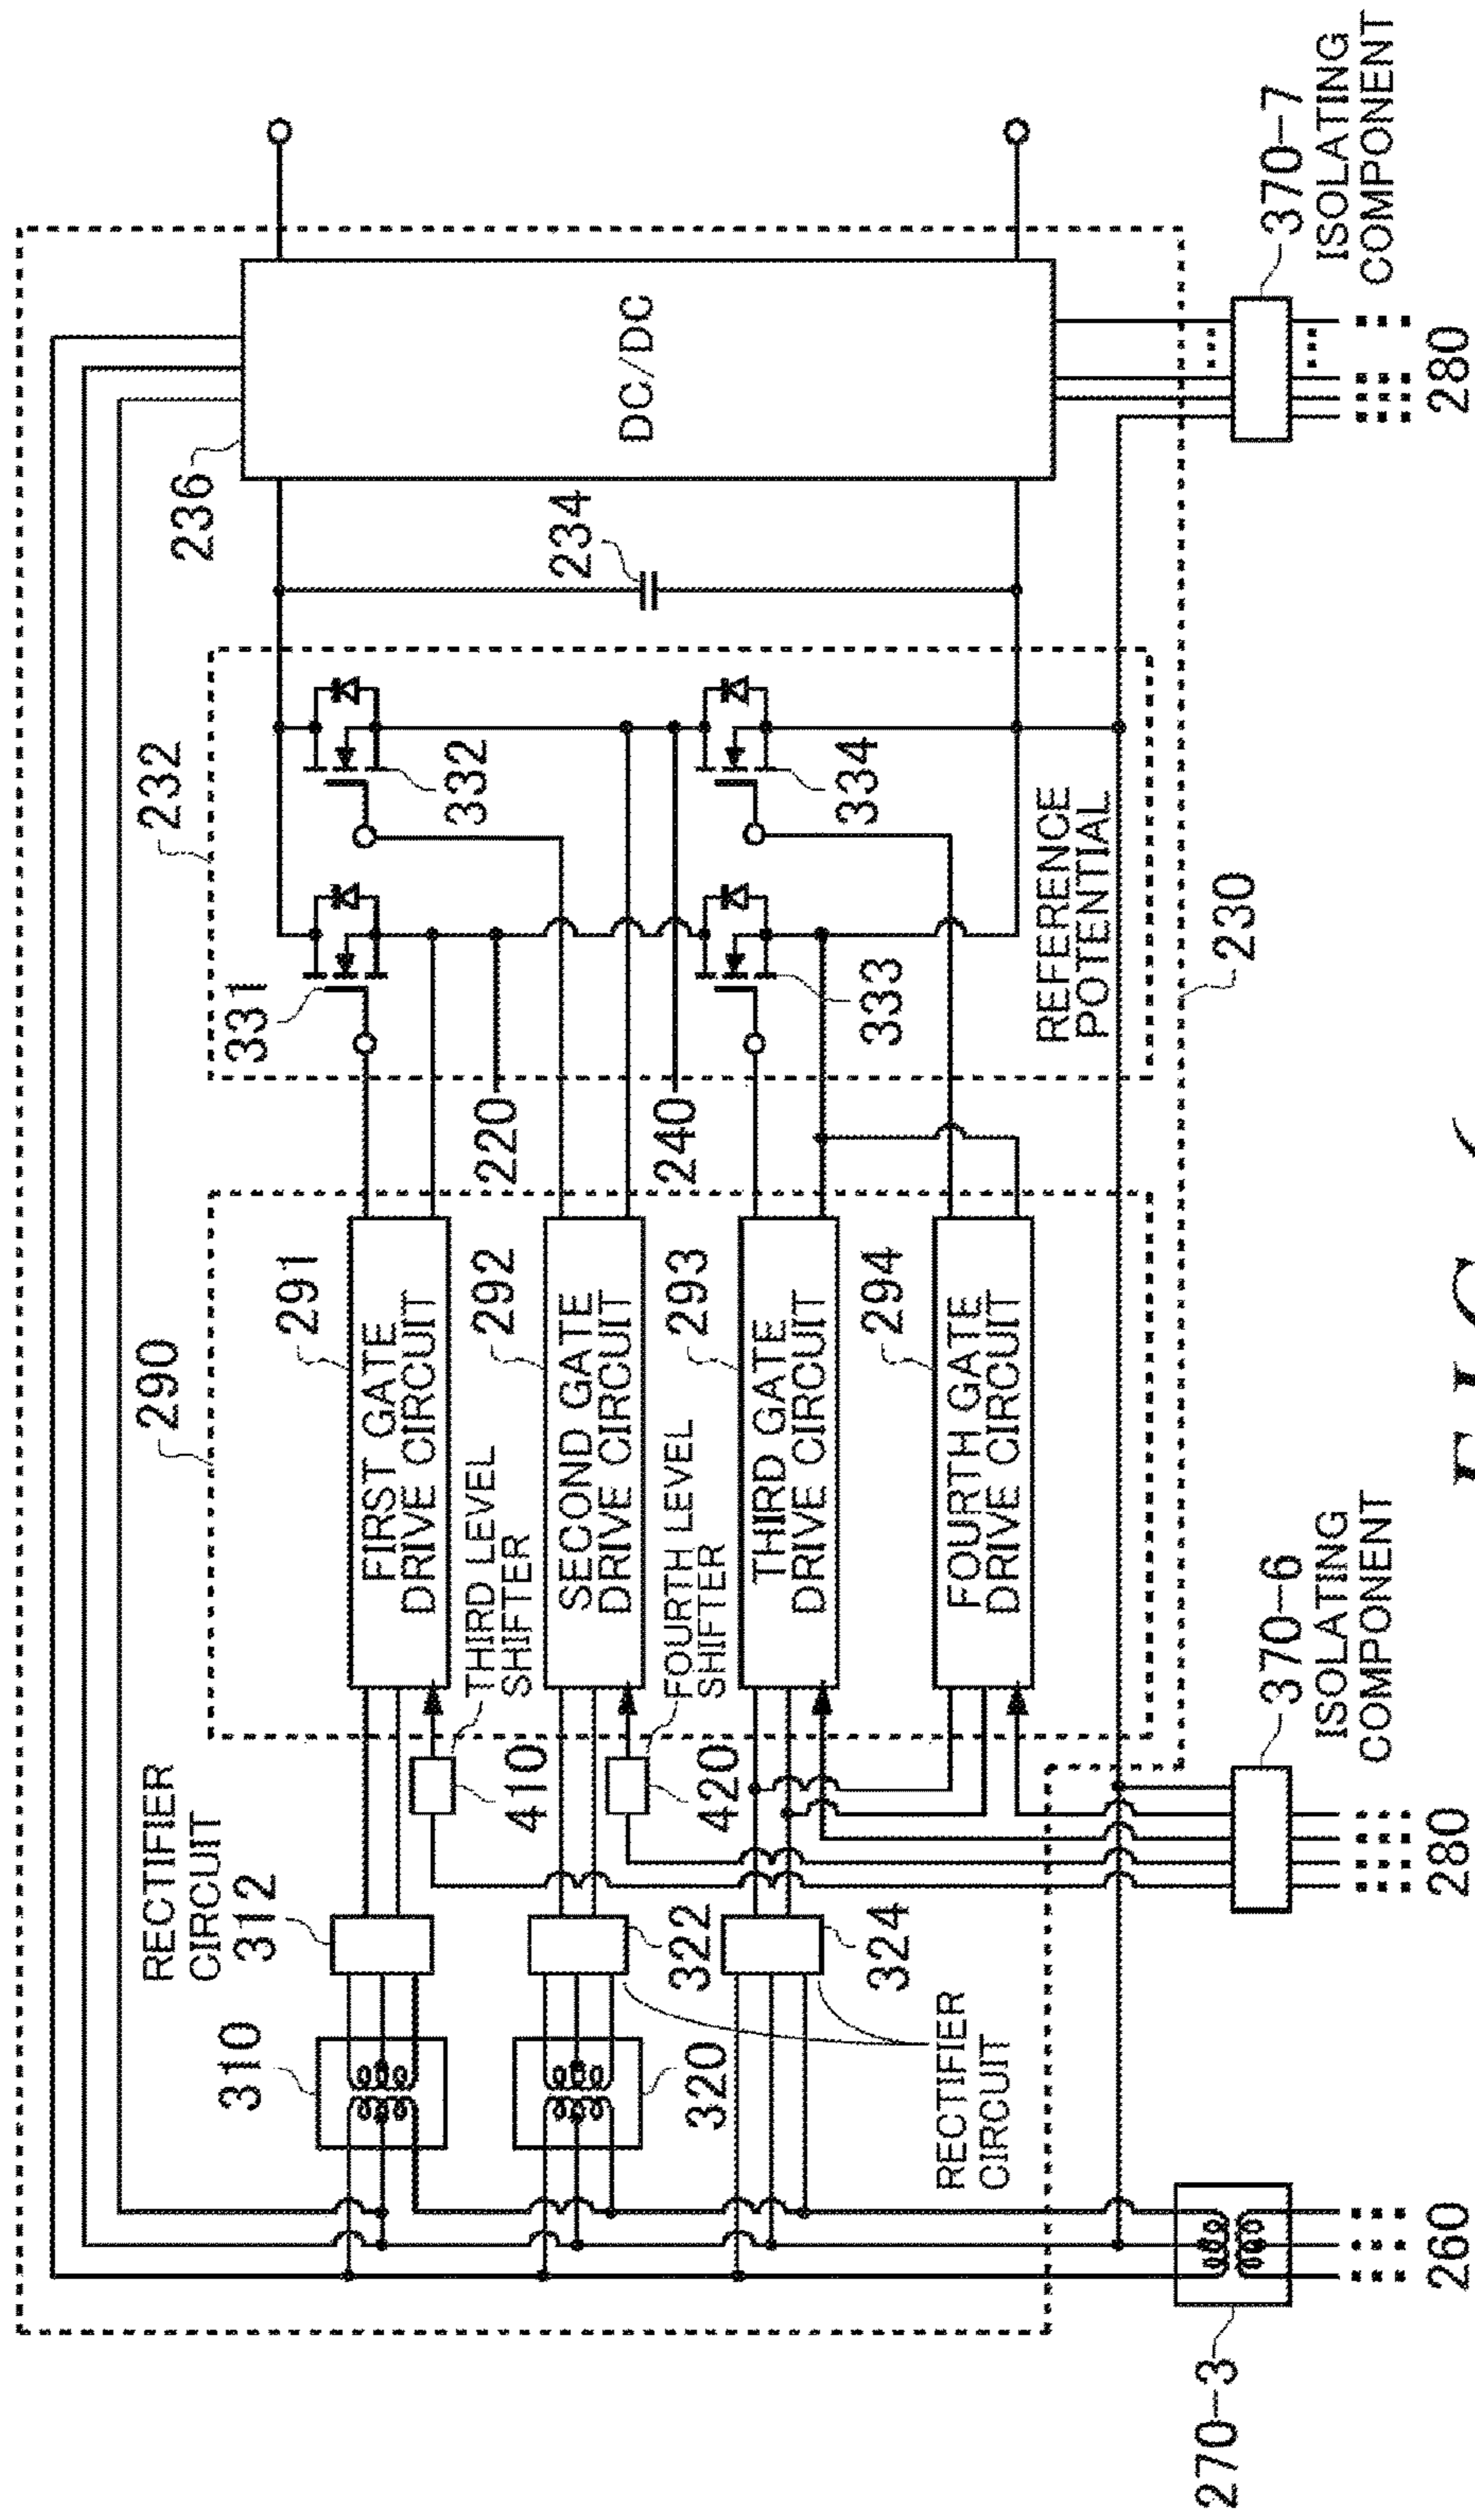 236
DC/DC
234
232
331
332
333
334
220
240
REFERENCE
POTENTIAL
230
290
291
FIRST GATE
DRIVE CIRCUIT
THIRD LEVEL
SHIFTER
410
292
SECOND GATE
DRIVE CIRCUIT
FOURTH LEVEL
SHIFTER
420
293
THIRD GATE
DRIVE CIRCUIT
294
FOURTH GATE
DRIVE CIRCUIT
RECTIFIER
CIRCUIT
312
310
322
320
324
RECTIFIER
CIRCUIT
270-3
260
370-6
ISOLATING
COMPONENT
280
370-7
ISOLATING
COMPONENT
280